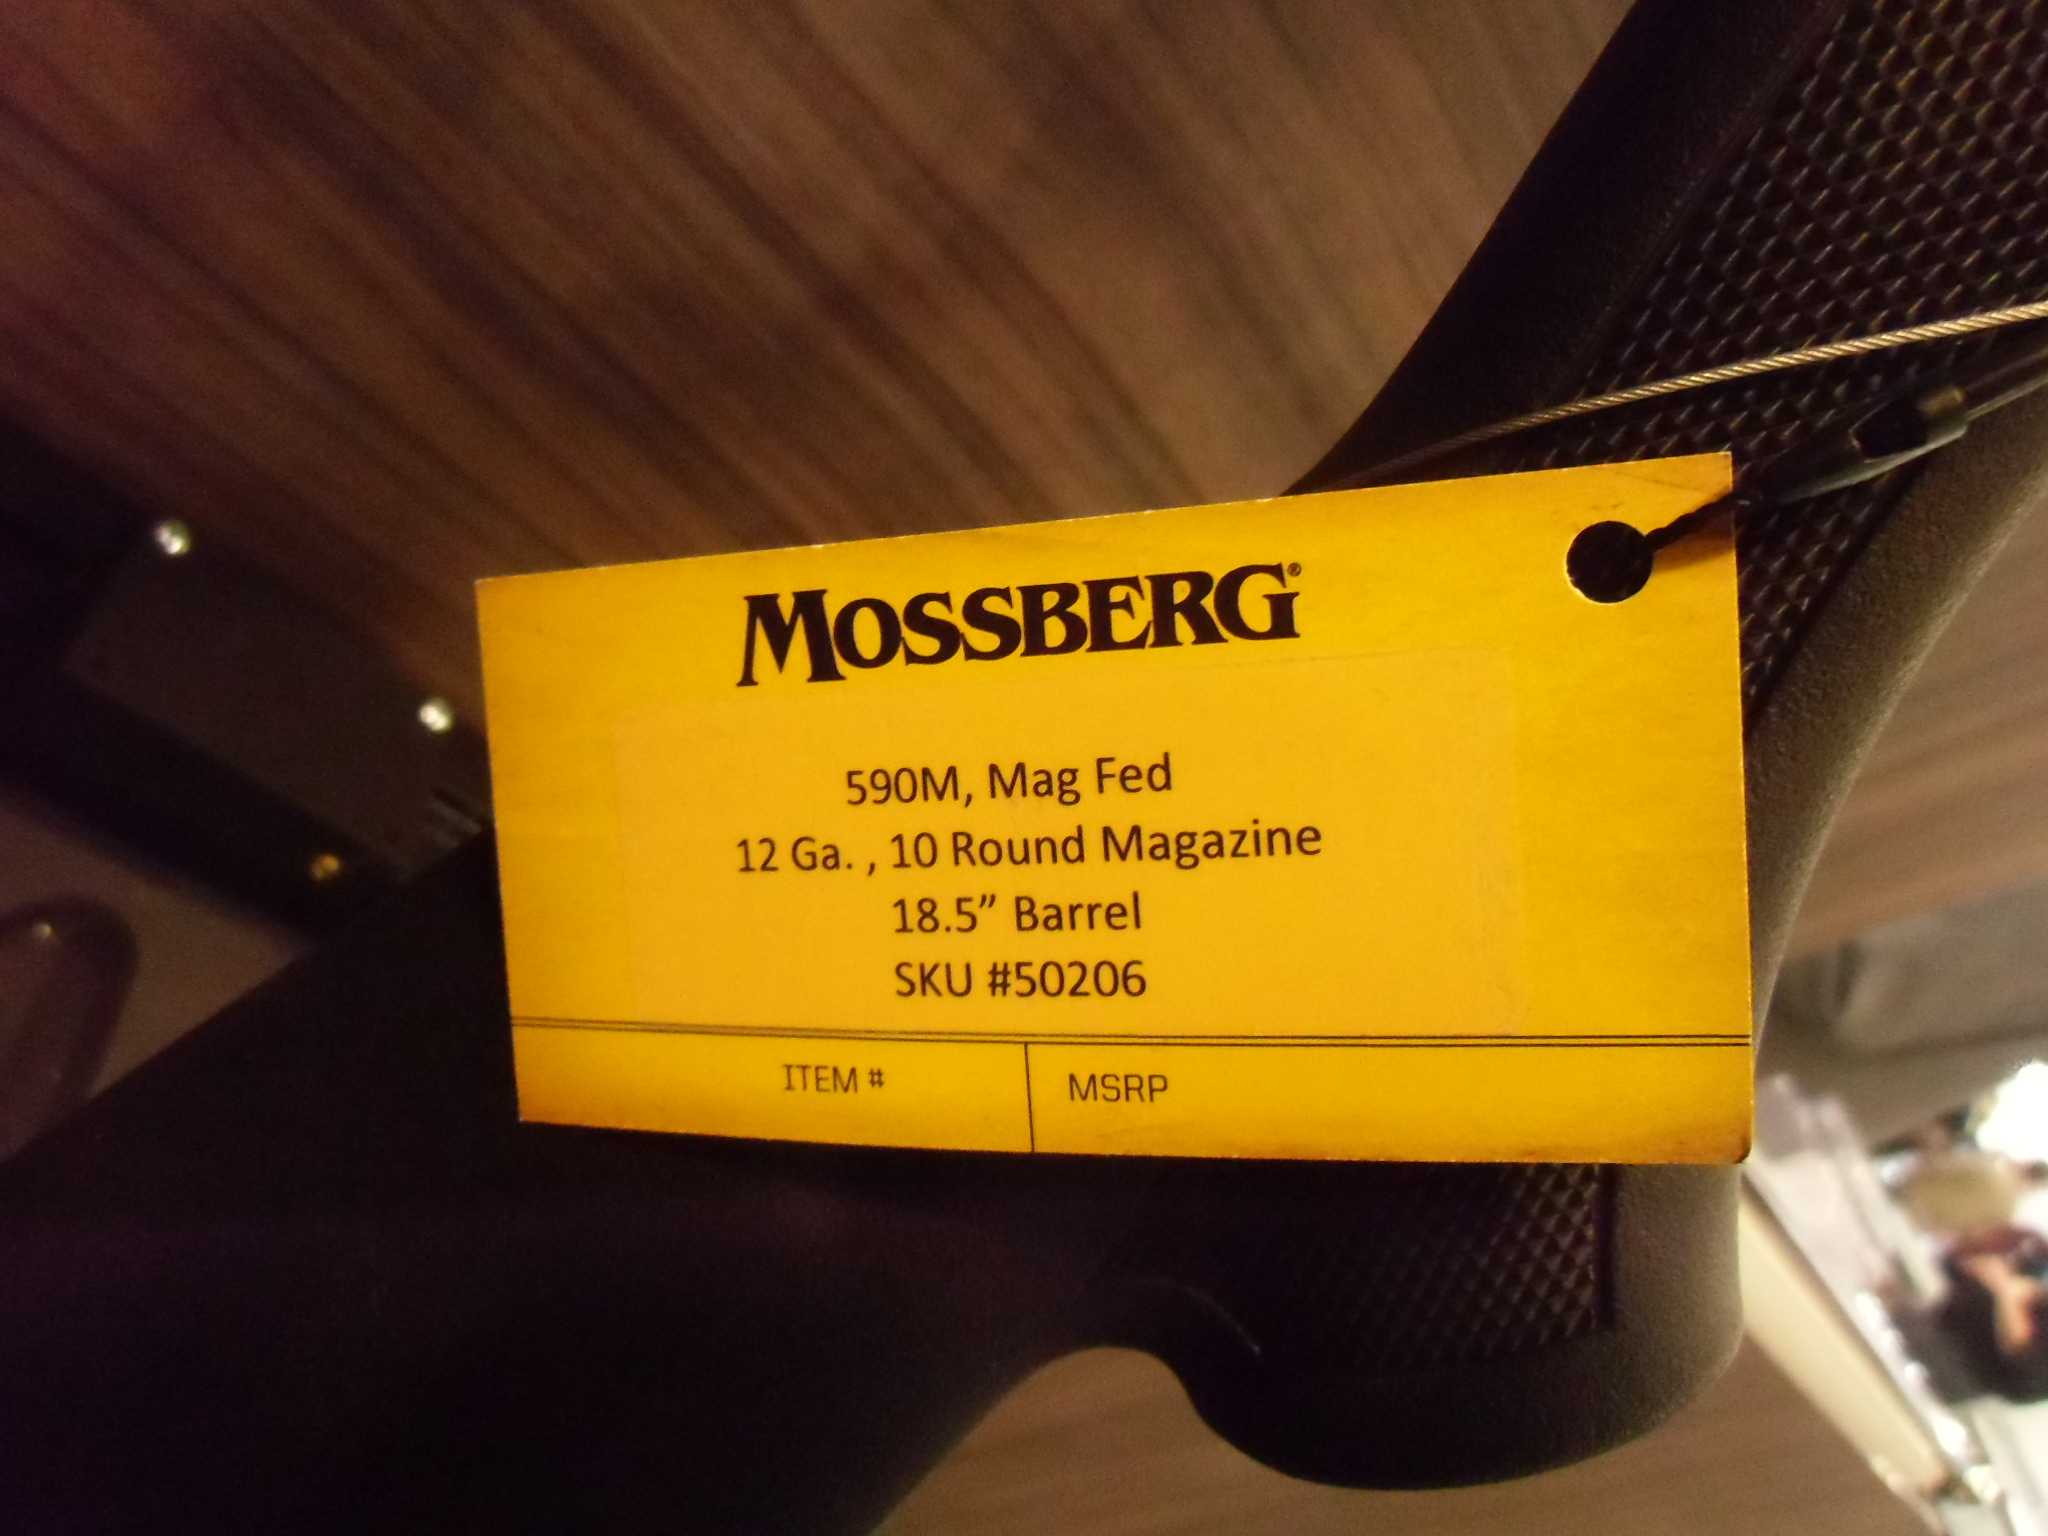 MOSSBERG®
590M, Mag Fed
12 Ga. , 10 Round Magazine
18.5” Barrel
SKU #50206
ITEM #
MSRP